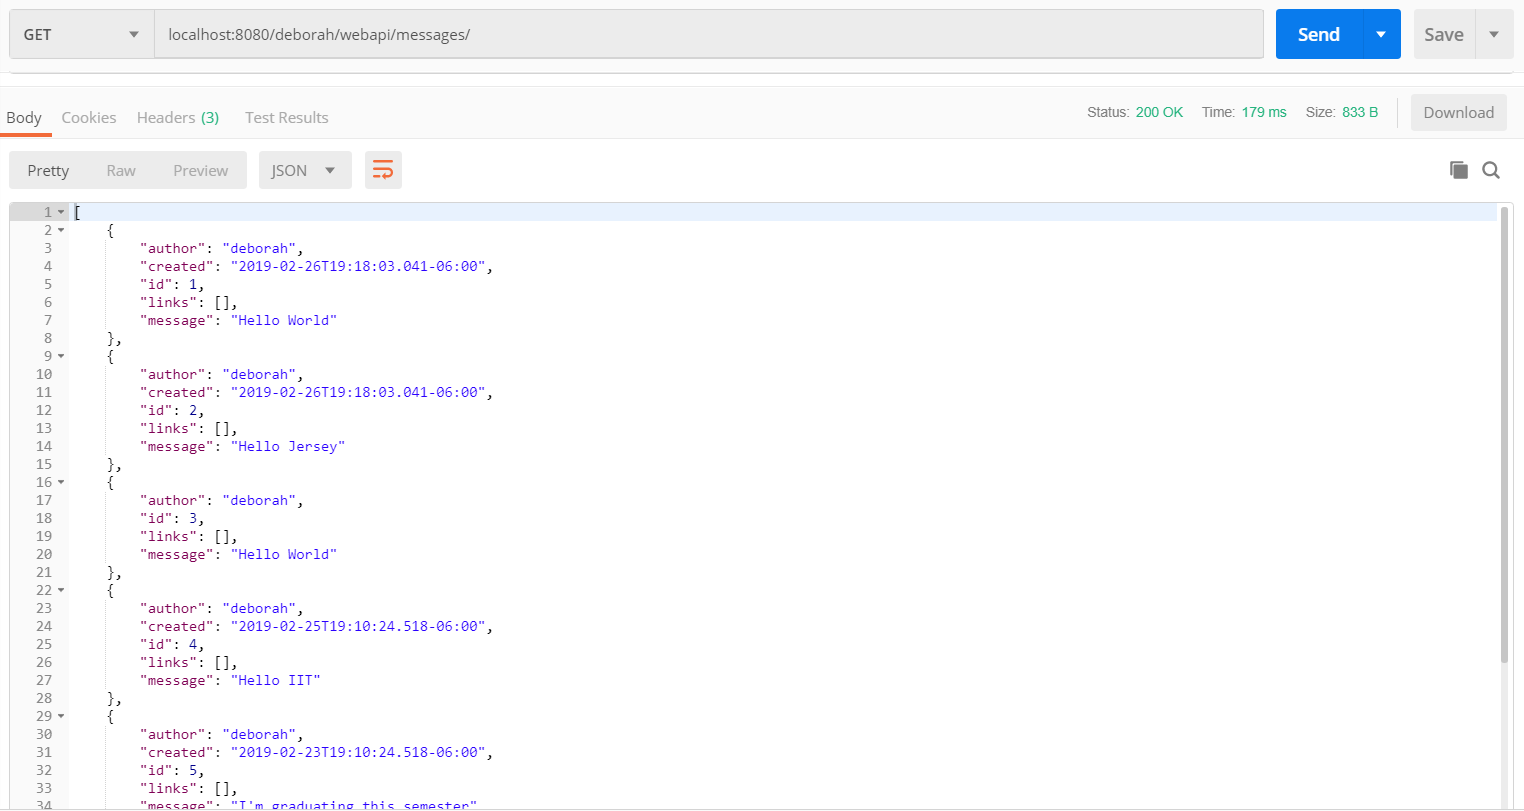 GET localhost:8080/deborah/webapi/messages/ Send Save
Body Cookies Headers (3) Test Results Status: 200 OK Time: 179 ms Size: 833 B Download
Pretty Raw Preview JSON
1 [
2 {
3 "author": "deborah",
4 "created": "2019-02-26T19:18:03.041-06:00",
5 "id": 1,
6 "links": [],
7 "message": "Hello World"
8 },
9 {
10 "author": "deborah",
11 "created": "2019-02-26T19:18:03.041-06:00",
12 "id": 2,
13 "links": [],
14 "message": "Hello Jersey"
15 },
16 {
17 "author": "deborah",
18 "id": 3,
19 "links": [],
20 "message": "Hello World"
21 },
22 {
23 "author": "deborah",
24 "created": "2019-02-25T19:10:24.518-06:00",
25 "id": 4,
26 "links": [],
27 "message": "Hello IIT"
28 },
29 {
30 "author": "deborah",
31 "created": "2019-02-23T19:10:24.518-06:00",
32 "id": 5,
33 "links": [],
34 "message": "I'm graduating this semester"